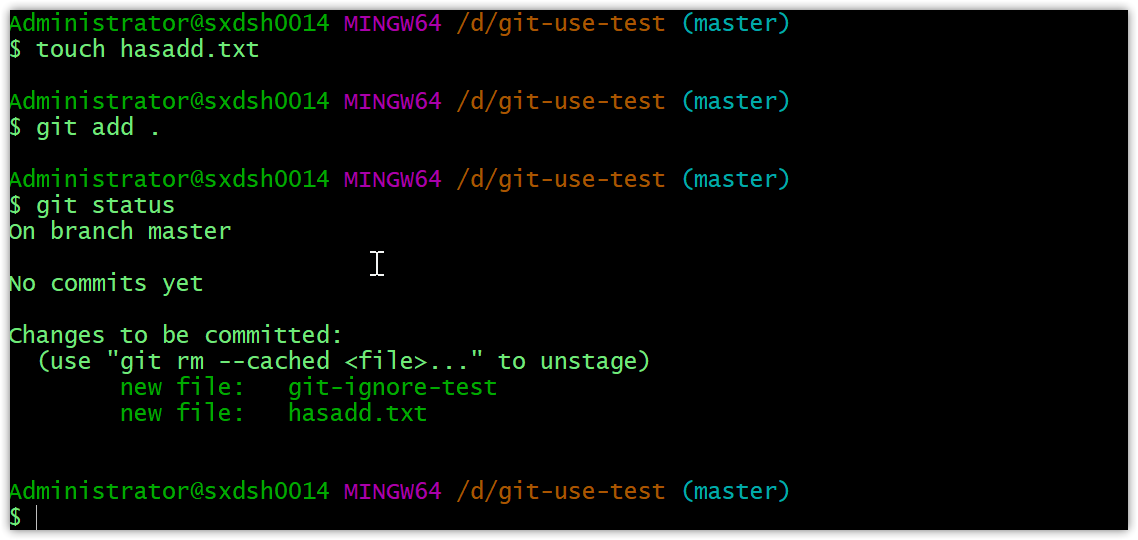 Administrator@sxdsh0014 MINGW64 /d/git-use-test (master)
$ touch hasadd.txt
Administrator@sxdsh0014 MINGW64 /d/git-use-test (master)
$ git add .
Administrator@sxdsh0014 MINGW64 /d/git-use-test (master)
$ git status
On branch master
No commits yet
Changes to be committed:
  (use "git rm --cached <file>..." to unstage)
        new file:   git-ignore-test
        new file:   hasadd.txt
Administrator@sxdsh0014 MINGW64 /d/git-use-test (master)
$